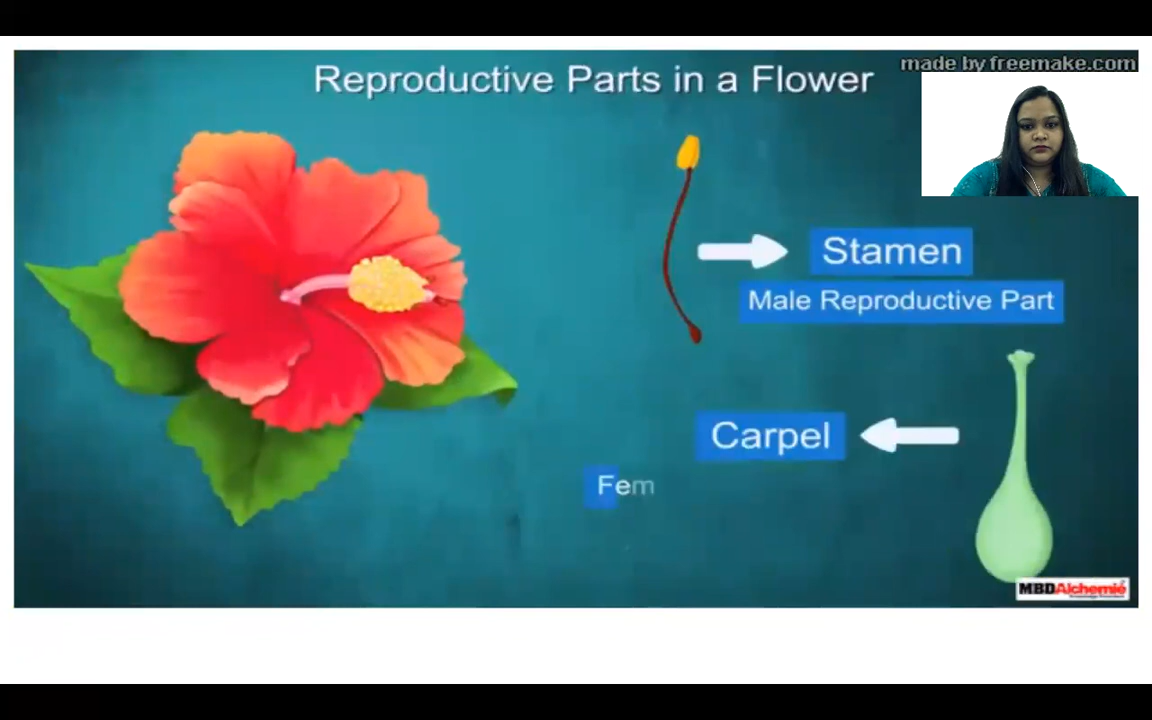 made by freemake.com
Reproductive Parts in a Flower
Stamen
Male Reproductive Part
Carpel
Fem
MBDAlchemie